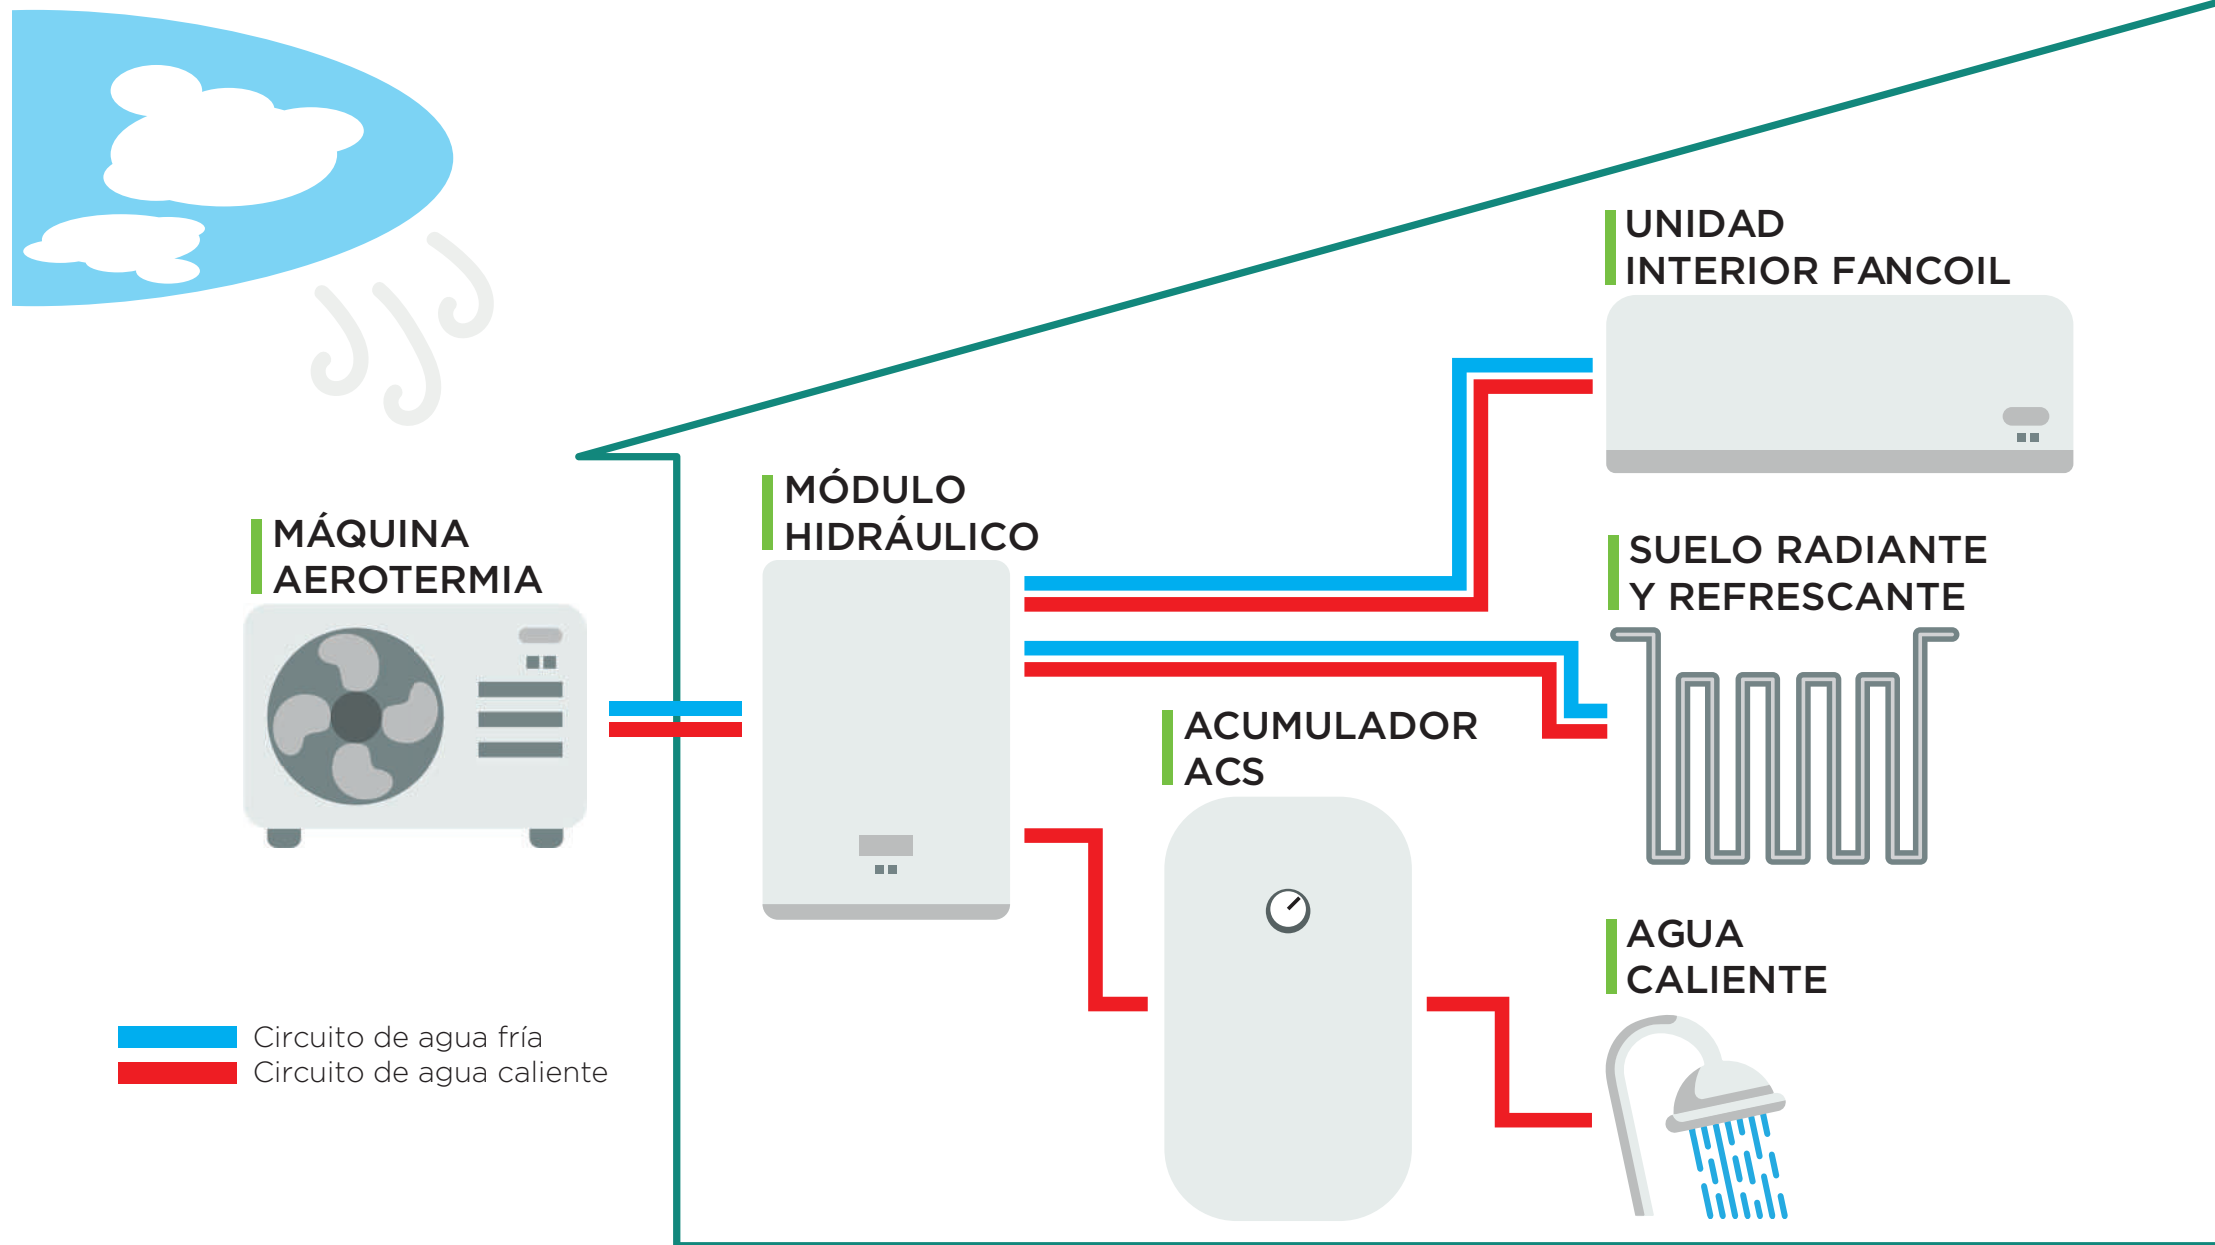 UNIDAD
INTERIOR FANCOIL
MÓDULO
HIDRÁULICO
MÁQUINA
AEROTERMIA
SUELO RADIANTE
Y REFRESCANTE
ACUMULADOR
ACS
AGUA
CALIENTE
Circuito de agua fría
Circuito de agua caliente